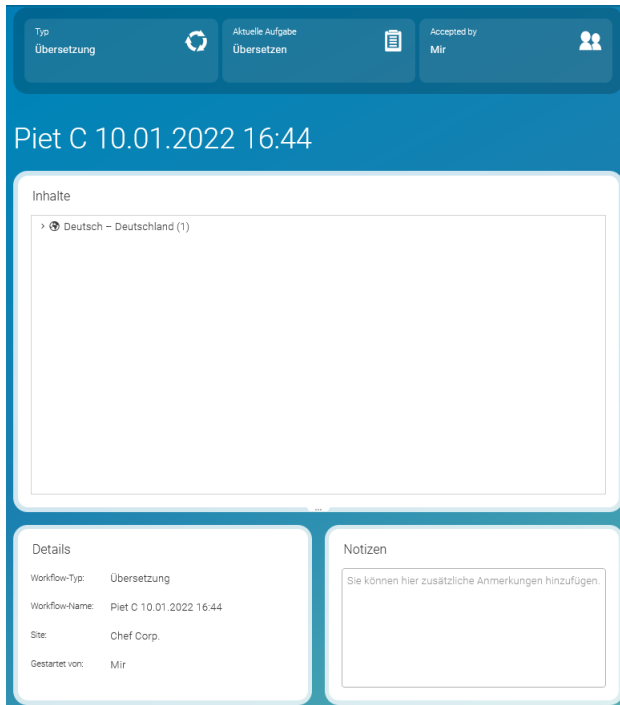 Typ
Übersetzung
Aktuelle Aufgabe
Übersetzen
Accepted by
Mir
Piet C 10.01.2022 16:44
Inhalte
› Deutsch – Deutschland (1)
...
Details
Workflow-Typ: Übersetzung
Workflow-Name: Piet C 10.01.2022 16:44
Site: Chef Corp.
Gestartet von: Mir
Notizen
Sie können hier zusätzliche Anmerkungen hinzufügen.